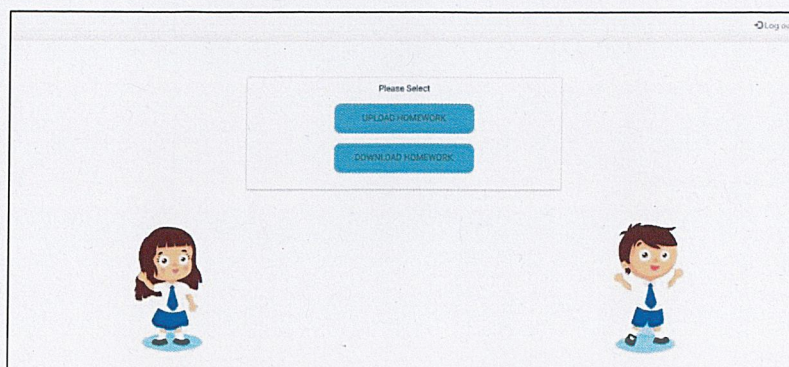 Log ou
Please Select
UPLOAD HOMEWORK
DOWNLOAD HOMEWORK